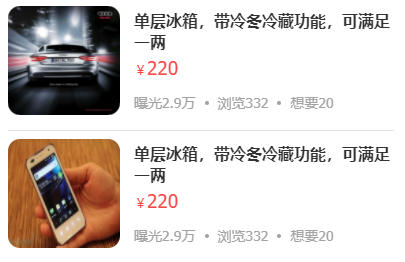 单层冰箱，带冷冬冷藏功能，可满足
一两
￥220
曝光2.9万 • 浏览332 • 想要20
单层冰箱，带冷冬冷藏功能，可满足
一两
￥220
曝光2.9万 • 浏览332 • 想要20